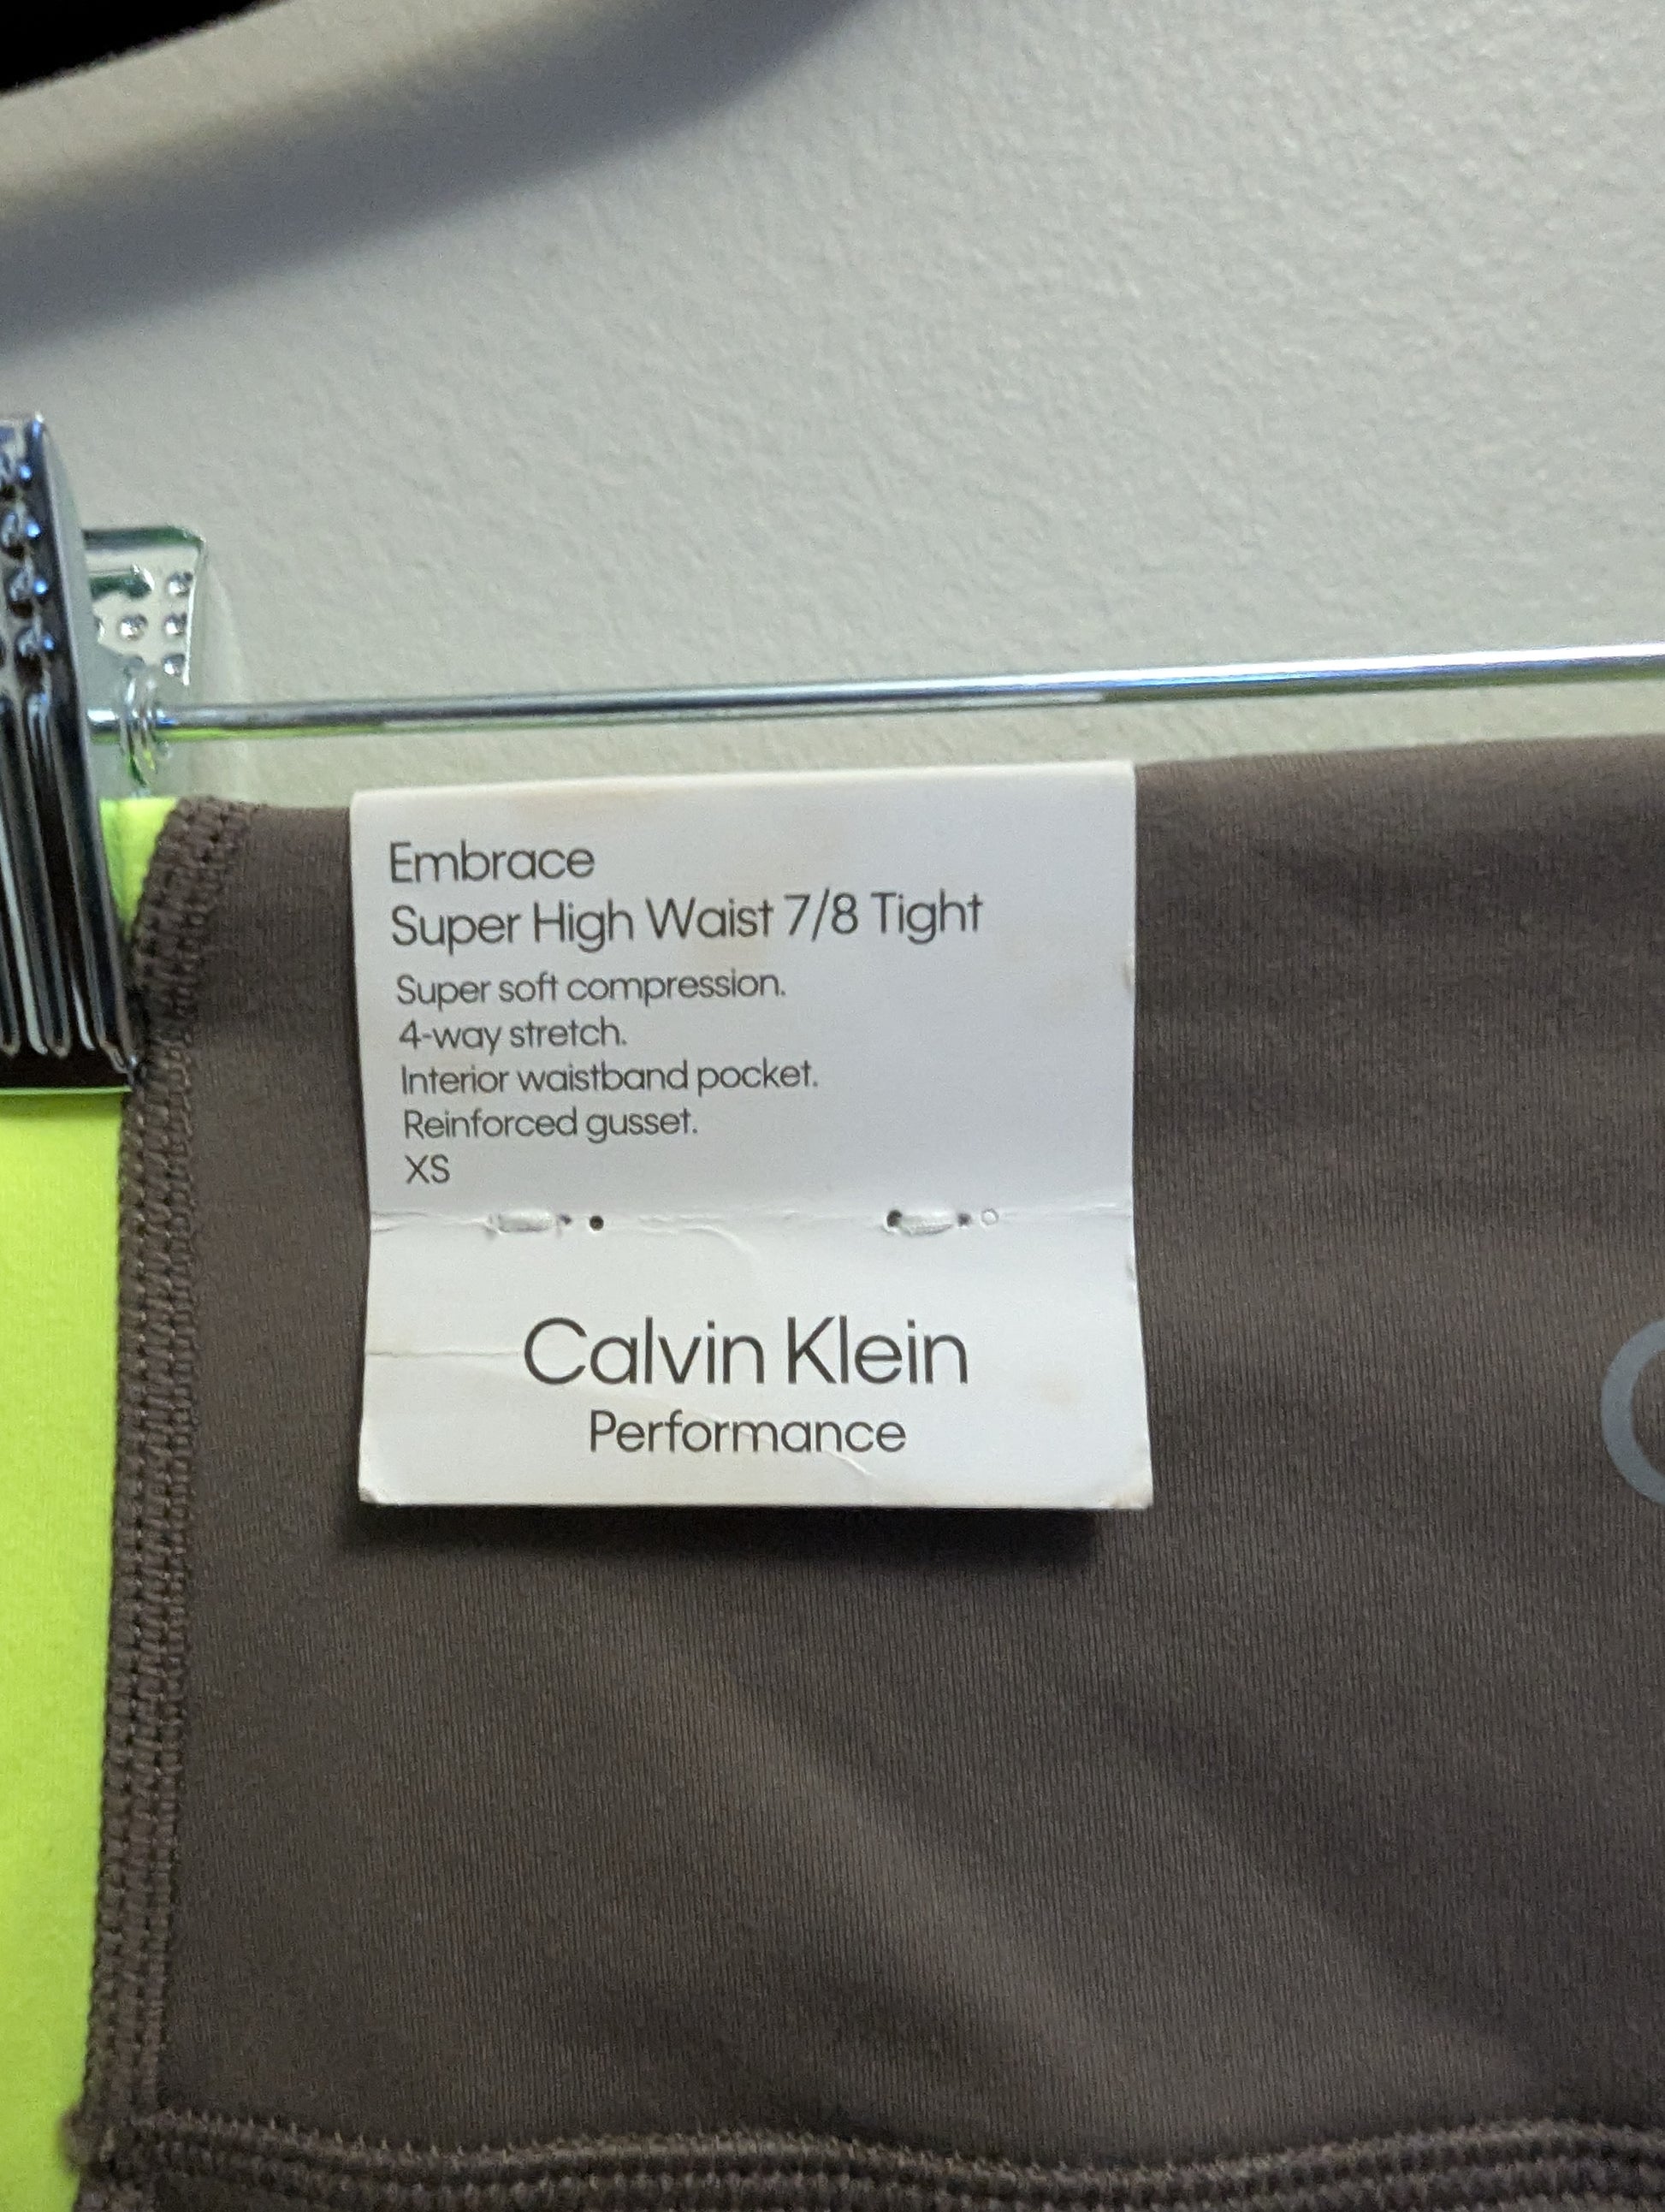 Embrace
Super High Waist 7/8 Tight
Super soft compression.
4-way stretch.
Interior waistband pocket.
Reinforced gusset.
XS
Calvin Klein
Performance